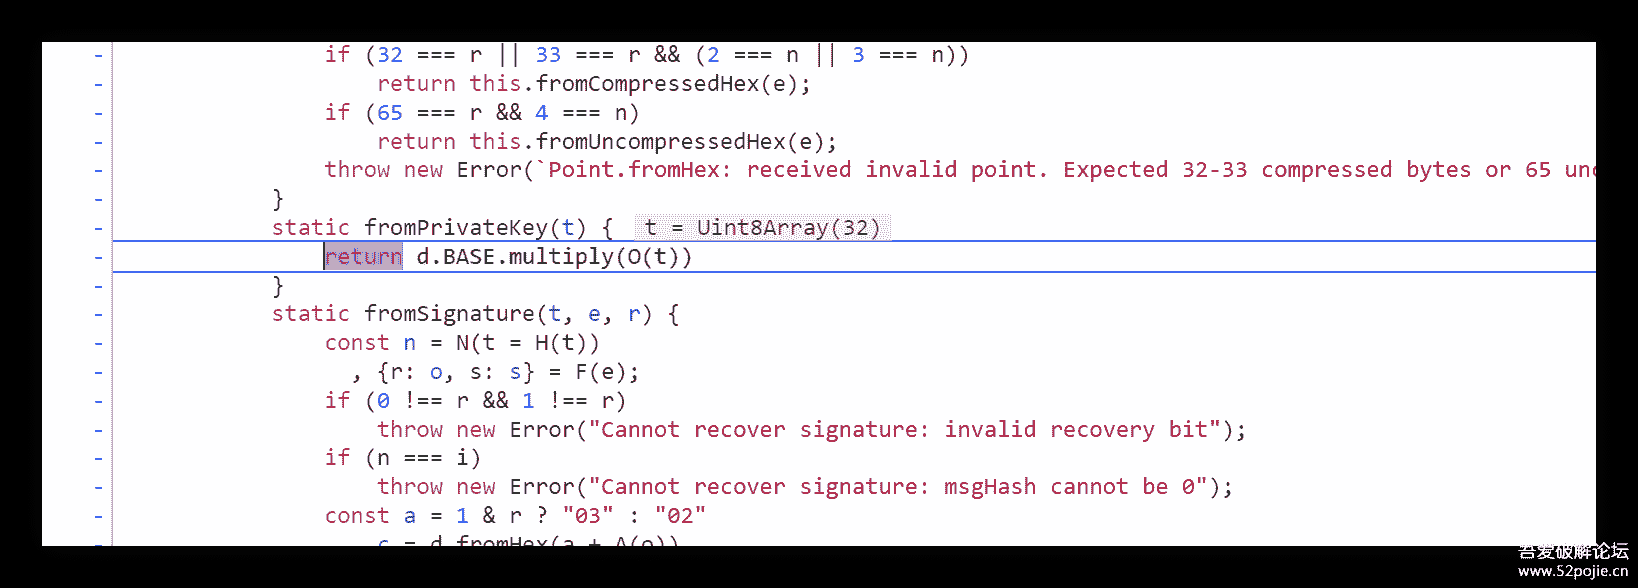 if (32 === r || 33 === r && (2 === n || 3 === n))
return this.fromCompressedHex(e);
if (65 === r && 4 === n)
return this.fromUncompressedHex(e);
throw new Error(`Point.fromHex: received invalid point. Expected 32-33 compressed bytes or 65 unc
}
static fromPrivateKey(t) { t = Uint8Array(32)
return d.BASE.multiply(O(t))
}
static fromSignature(t, e, r) {
const n = N(t = H(t))
, {r: o, s: s} = F(e);
if (0 !== r && 1 !== r)
throw new Error("Cannot recover signature: invalid recovery bit");
if (n === i)
throw new Error("Cannot recover signature: msgHash cannot be 0");
const a = 1 & r ? "03" : "02"
c = d.fromHex(a + A(o))
吾爱破解论坛
www.52pojie.cn